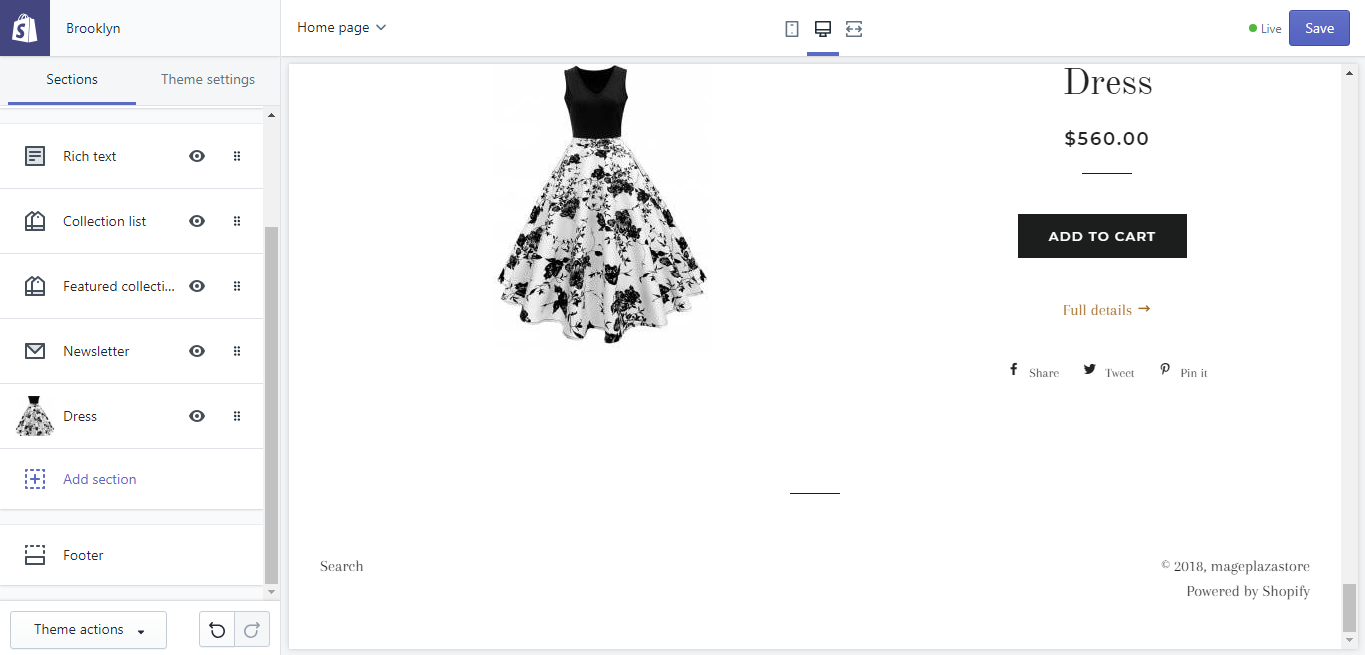 Brooklyn
Home page
Live
Save
Sections
Theme settings
Rich text
Collection list
Featured collecti...
Newsletter
Dress
Add section
Footer
Theme actions
Dress
$560.00
ADD TO CART
Full details →
Share
Tweet
Pin it
Search
© 2018, mageplazastore
Powered by Shopify